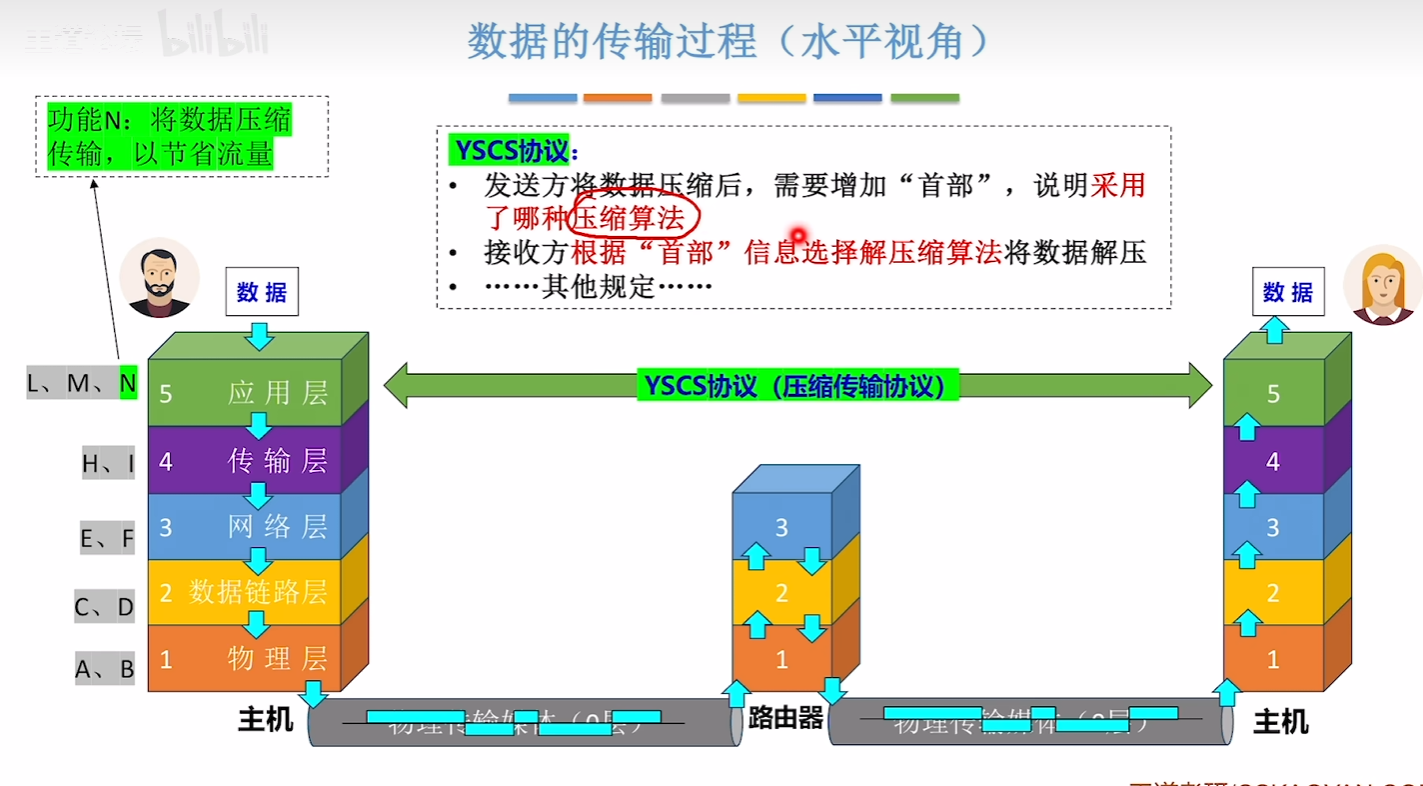 bilibili
数据的传输过程（水平视角）
功能N：将数据压缩
传输，以节省流量
YSCS协议：
• 发送方将数据压缩后，需要增加“首部”，说明采用
了哪种压缩算法
• 接收方根据“首部”信息选择解压缩算法将数据解压
• ……其他规定……
数 据
数 据
L、M、N
5 应 用 层
YSCS协议（压缩传输协议）
5
H、I
4 传 输 层
4
E、F
3 网 络 层
3
3
C、D
2 数据链路层
2
2
A、B
1 物 理 层
1
1
主机
物理传输媒体（0层）
路由器
物理传输媒体（0层）
主机